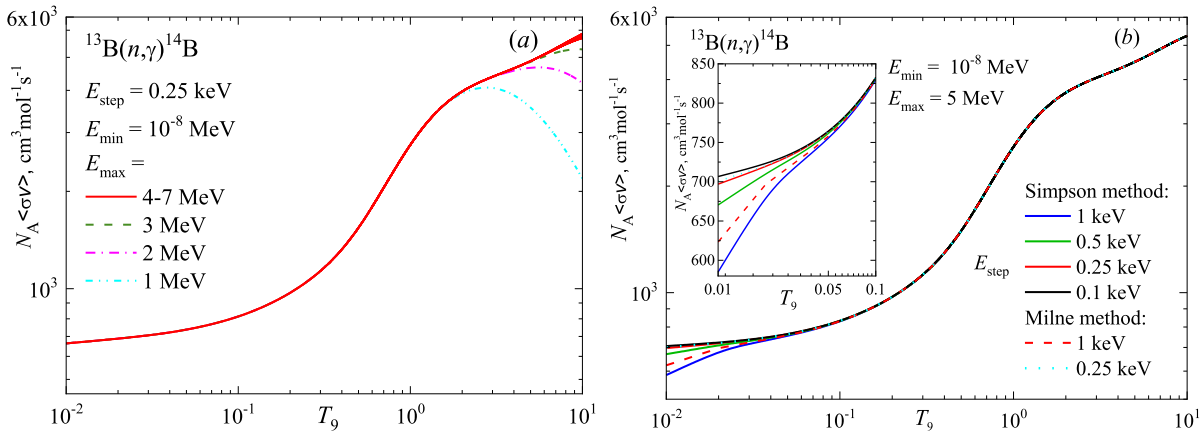 6x10³
10³
N_A <σν>, cm³mol⁻¹s⁻¹
¹³B(n,γ)¹⁴B
(a)
E_step = 0.25 keV
E_min = 10⁻⁸ MeV
E_max =
4-7 MeV
3 MeV
2 MeV
1 MeV
10⁻² 10⁻¹ 10⁰ 10¹
T₉
6x10³
10³
N_A <σν>, cm³mol⁻¹s⁻¹
¹³B(n,γ)¹⁴B
(b)
E_min = 10⁻⁸ MeV
E_max = 5 MeV
850
800
750
700
650
600
N_A <σν>, cm³mol⁻¹s⁻¹
0.01 0.05 0.1
T₉
Simpson method:
1 keV
0.5 keV
E_step
0.25 keV
0.1 keV
Milne method:
1 keV
0.25 keV
10⁻² 10⁻¹ 10⁰ 10¹
T₉